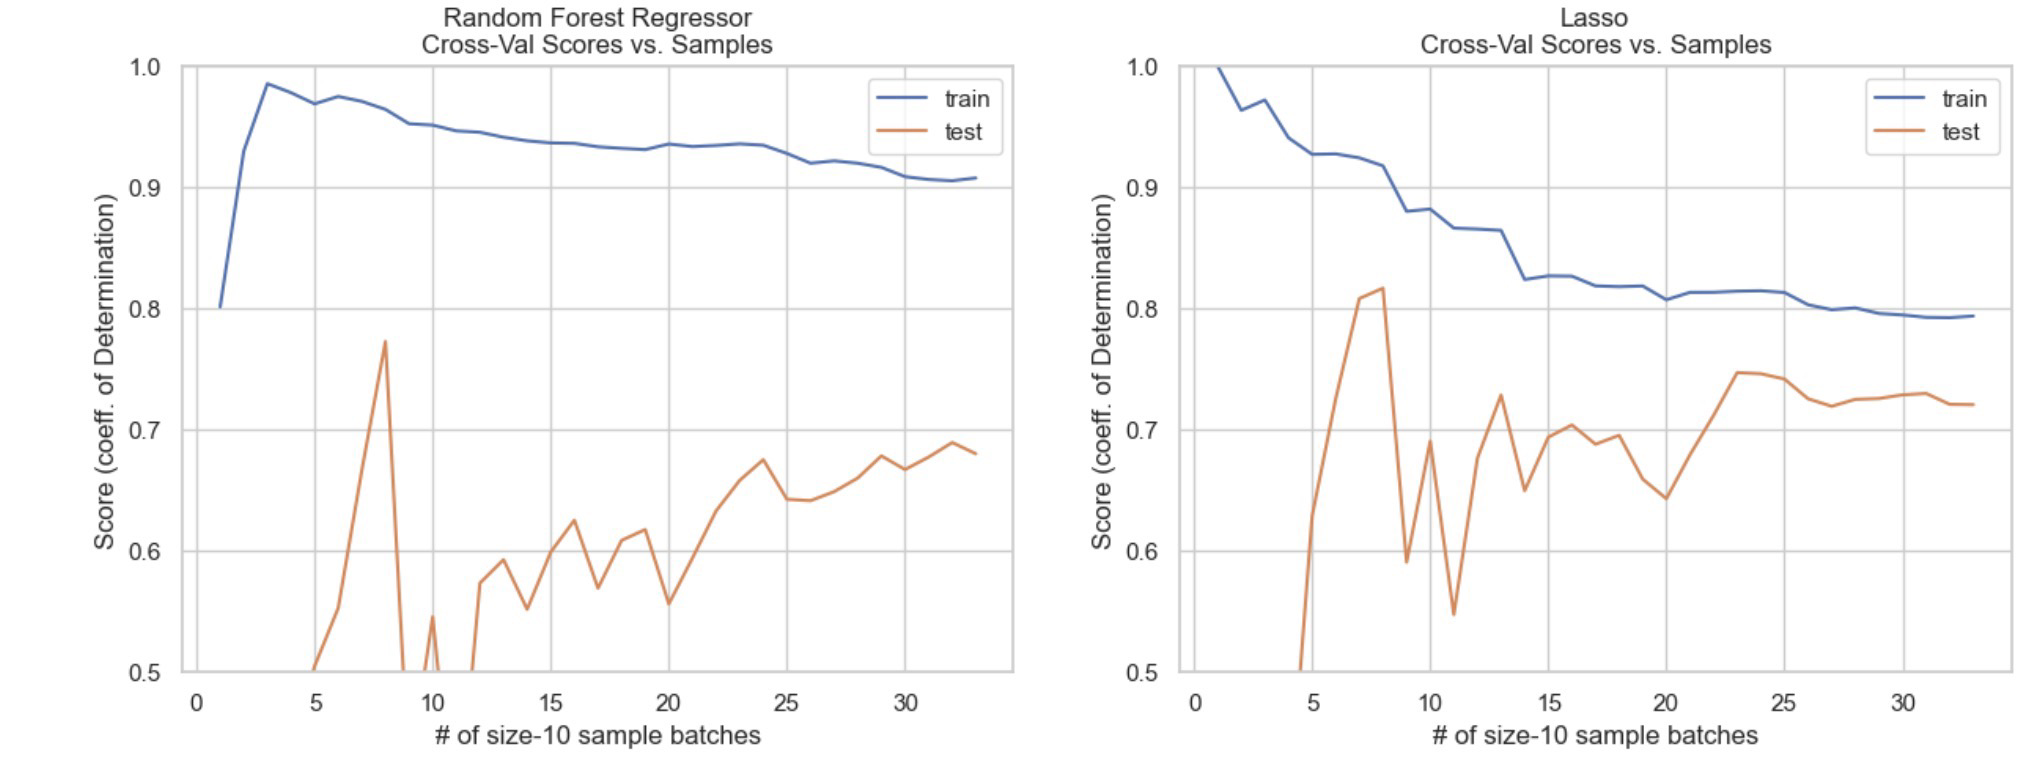 Random Forest Regressor
Cross-Val Scores vs. Samples
1.0
0.9
0.8
0.7
0.6
0.5
Score (coeff. of Determination)
train
test
0 5 10 15 20 25 30
# of size-10 sample batches
Lasso
Cross-Val Scores vs. Samples
1.0
0.9
0.8
0.7
0.6
0.5
Score (coeff. of Determination)
train
test
0 5 10 15 20 25 30
# of size-10 sample batches